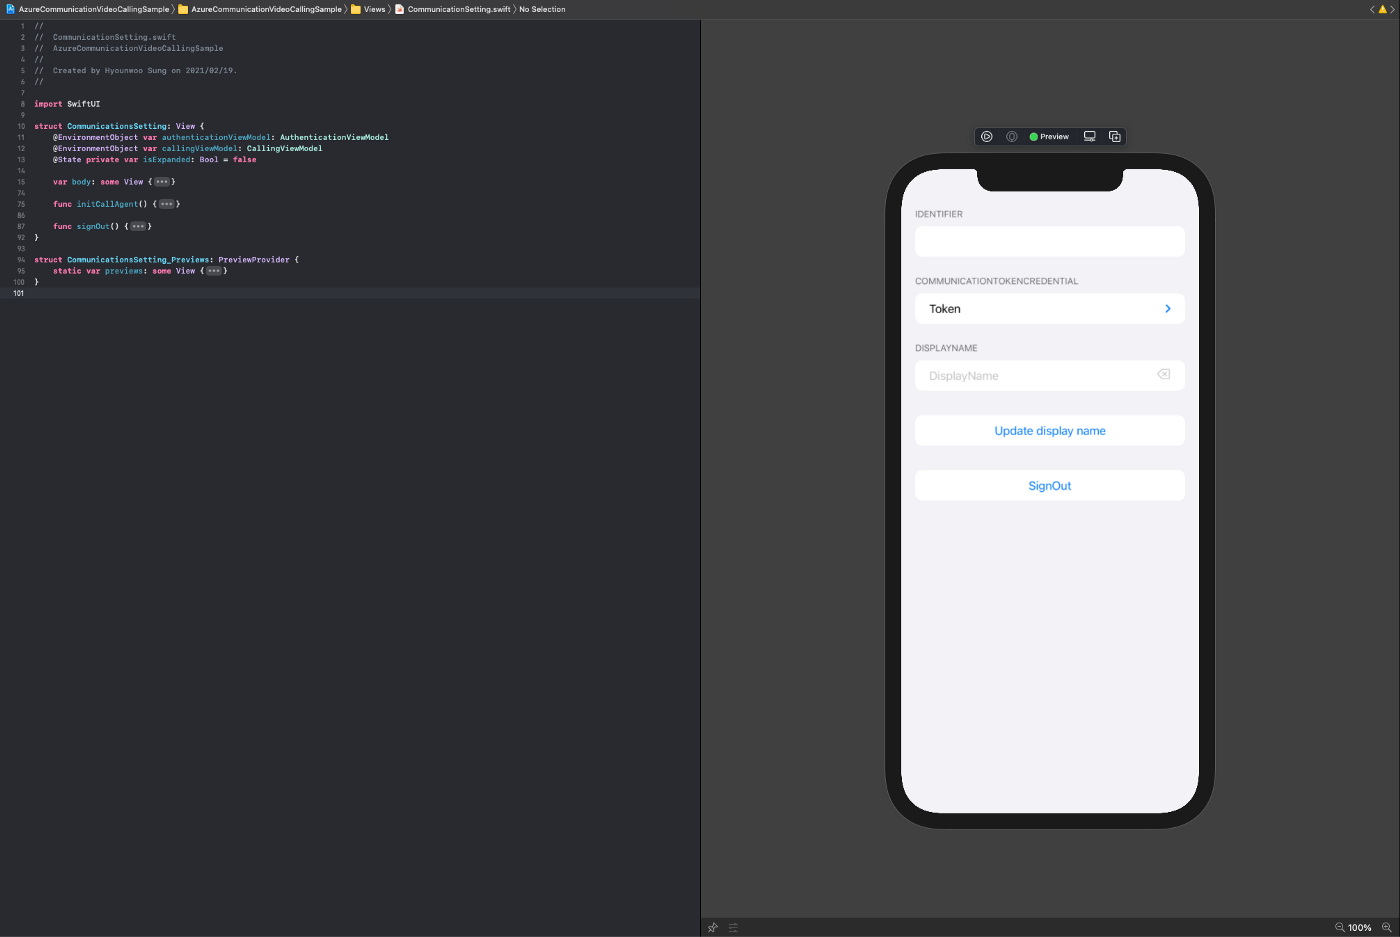 AzureCommunicationVideoCallingSample 〉 AzureCommunicationVideoCallingSample 〉 Views 〉 CommunicationSetting.swift 〉 No Selection
1 //
2 //  CommunicationSetting.swift
3 //  AzureCommunicationVideoCallingSample
4 //
5 //  Created by Hyounwoo Sung on 2021/02/19.
6 //
7
8 import SwiftUI
9
10 struct CommunicationsSetting: View {
11     @EnvironmentObject var authenticationViewModel: AuthenticationViewModel
12     @EnvironmentObject var callingViewModel: CallingViewModel
13     @State private var isExpanded: Bool = false
14
15     var body: some View {•••}
74
75     func initCallAgent() {•••}
86
87     func signOut() {•••}
92 }
93
94 struct CommunicationsSetting_Previews: PreviewProvider {
95     static var previews: some View {•••}
100 }
101
Preview
IDENTIFIER
COMMUNICATIONTOKENCREDENTIAL
Token
DISPLAYNAME
DisplayName
Update display name
SignOut
100%